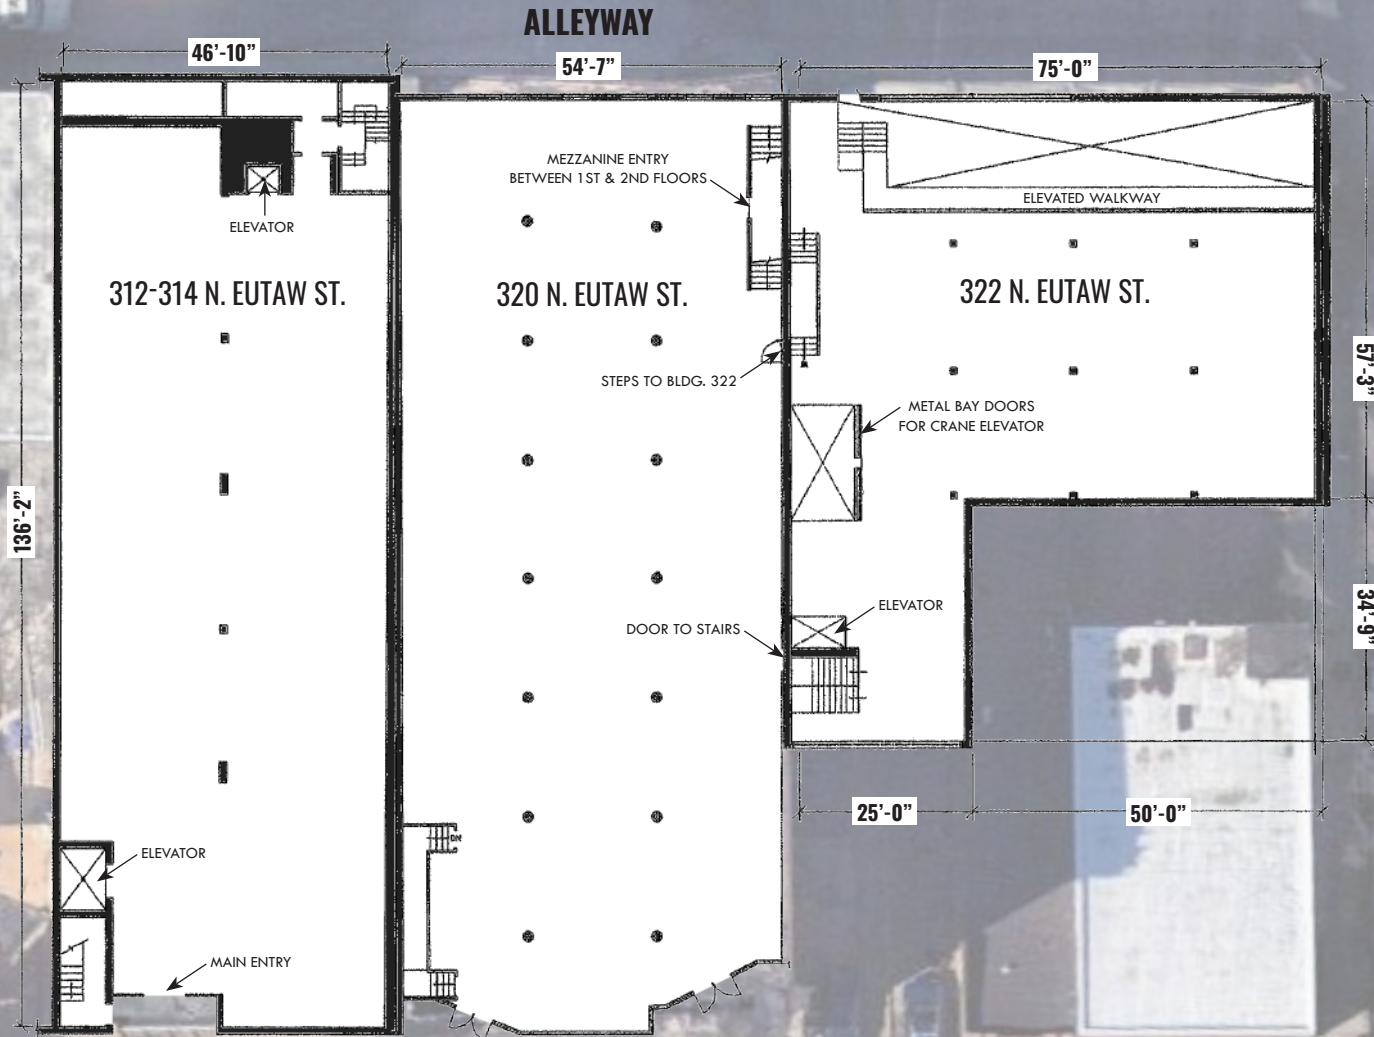 ALLEYWAY
46’-10”
54’-7”
75’-0”
MEZZANINE ENTRY
BETWEEN 1ST & 2ND FLOORS
ELEVATED WALKWAY
ELEVATOR
312-314 N. EUTAW ST.
320 N. EUTAW ST.
322 N. EUTAW ST.
57’-3”
STEPS TO BLDG. 322
METAL BAY DOORS
FOR CRANE ELEVATOR
136’-2”
34’-9”
ELEVATOR
DOOR TO STAIRS
25’-0”
50’-0”
DN
ELEVATOR
MAIN ENTRY